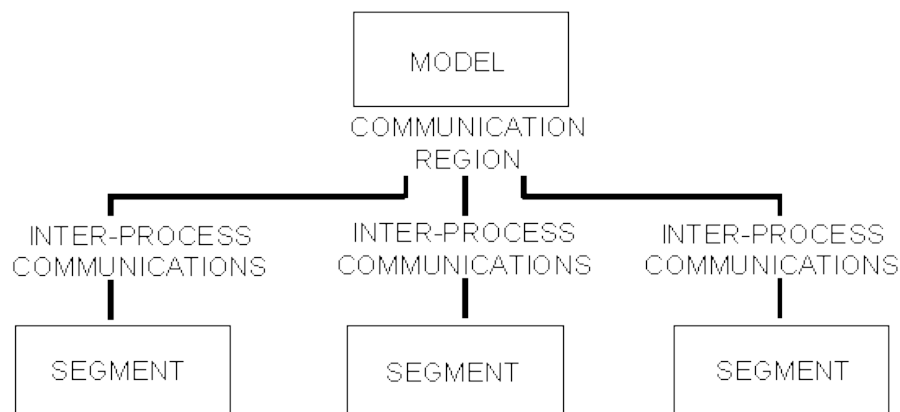 MODEL
COMMUNICATION
REGION
INTER-PROCESS
COMMUNICATIONS
INTER-PROCESS
COMMUNICATIONS
INTER-PROCESS
COMMUNICATIONS
SEGMENT
SEGMENT
SEGMENT